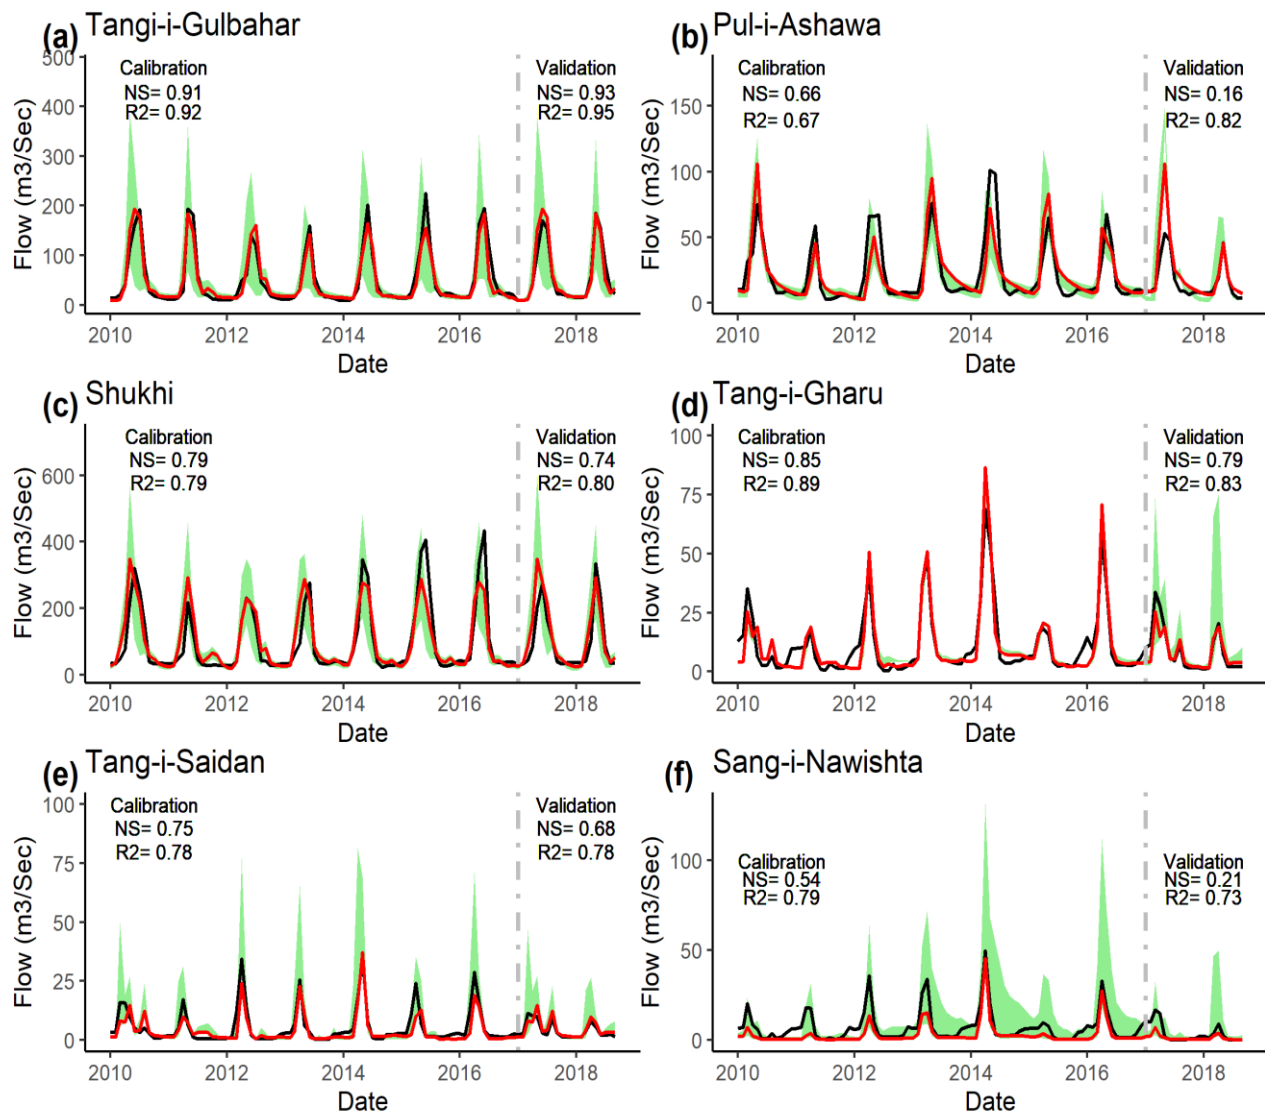 (a) Tangi-i-Gulbahar
500
400
300
200
100
0
Flow (m3/Sec)
Calibration
NS= 0.91
R2= 0.92
Validation
NS= 0.93
R2= 0.95
2010 2012 2014 2016 2018
Date
(b) Pul-i-Ashawa
150
100
50
0
Flow (m3/Sec)
Calibration
NS= 0.66
R2= 0.67
Validation
NS= 0.16
R2= 0.82
2010 2012 2014 2016 2018
Date
(c) Shukhi
600
400
200
0
Flow (m3/Sec)
Calibration
NS= 0.79
R2= 0.79
Validation
NS= 0.74
R2= 0.80
2010 2012 2014 2016 2018
Date
(d) Tang-i-Gharu
100
75
50
25
0
Flow (m3/Sec)
Calibration
NS= 0.85
R2= 0.89
Validation
NS= 0.79
R2= 0.83
2010 2012 2014 2016 2018
Date
(e) Tang-i-Saidan
100
75
50
25
0
Flow (m3/Sec)
Calibration
NS= 0.75
R2= 0.78
Validation
NS= 0.68
R2= 0.78
2010 2012 2014 2016 2018
Date
(f) Sang-i-Nawishta
100
50
0
Flow (m3/Sec)
Calibration
NS= 0.54
R2= 0.79
Validation
NS= 0.21
R2= 0.73
2010 2012 2014 2016 2018
Date